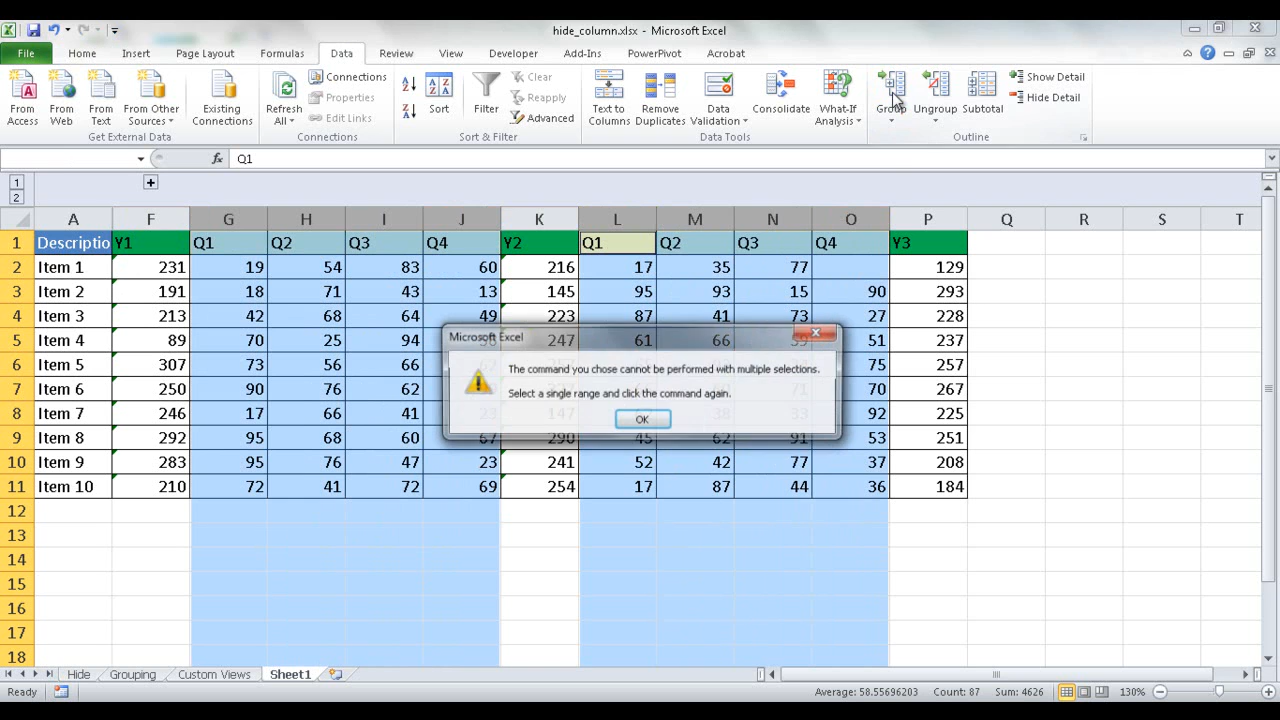 hide_column.xlsx - Microsoft Excel
File Home Insert Page Layout Formulas Data Review View Developer Add-Ins PowerPivot Acrobat
From Access
From Web
From Text
From Other Sources
Get External Data
Existing Connections
Refresh All
Connections
Properties
Edit Links
Connections
Sort
Filter
Clear
Reapply
Advanced
Sort & Filter
Text to Columns
Remove Duplicates
Data Validation
Consolidate
What-If Analysis
Data Tools
Group
Ungroup
Subtotal
Show Detail
Hide Detail
Outline
fx Q1
1
2
A F G H I J K L M N O P Q R S T
1 Descriptio Y1 Q1 Q2 Q3 Q4 Y2 Q1 Q2 Q3 Q4 Y3
2 Item 1 231 19 54 83 60 216 17 35 77 129
3 Item 2 191 18 71 43 13 145 95 93 15 90 293
4 Item 3 213 42 68 64 49 223 87 41 73 27 228
5 Item 4 89 70 25 94 247 61 66 51 237
6 Item 5 307 73 56 66 75 257
7 Item 6 250 90 76 62 70 267
8 Item 7 246 17 66 41 92 225
9 Item 8 292 95 68 60 67 290 45 62 91 53 251
10 Item 9 283 95 76 47 23 241 52 42 77 37 208
11 Item 10 210 72 41 72 69 254 17 87 44 36 184
12
13
14
15
16
17
18
Microsoft Excel
The command you chose cannot be performed with multiple selections.
Select a single range and click the command again.
OK
Hide Grouping Custom Views Sheet1
Ready Average: 58.55696203 Count: 87 Sum: 4626 130%